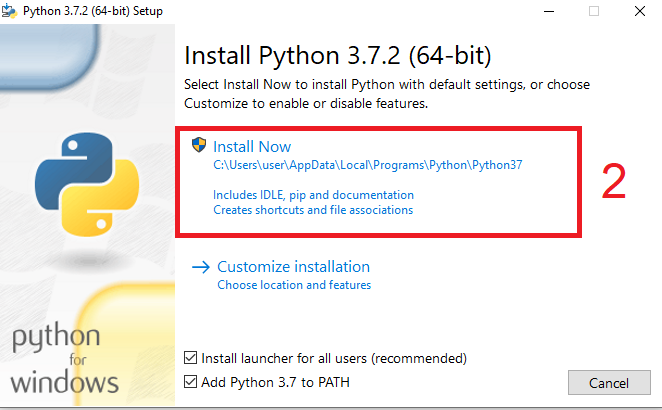 Python 3.7.2 (64-bit) Setup
Install Python 3.7.2 (64-bit)
Select Install Now to install Python with default settings, or choose
Customize to enable or disable features.
Install Now
C:\Users\user\AppData\Local\Programs\Python\Python37
Includes IDLE, pip and documentation
Creates shortcuts and file associations
2
Customize installation
Choose location and features
python
for
windows
Install launcher for all users (recommended)
Add Python 3.7 to PATH
Cancel